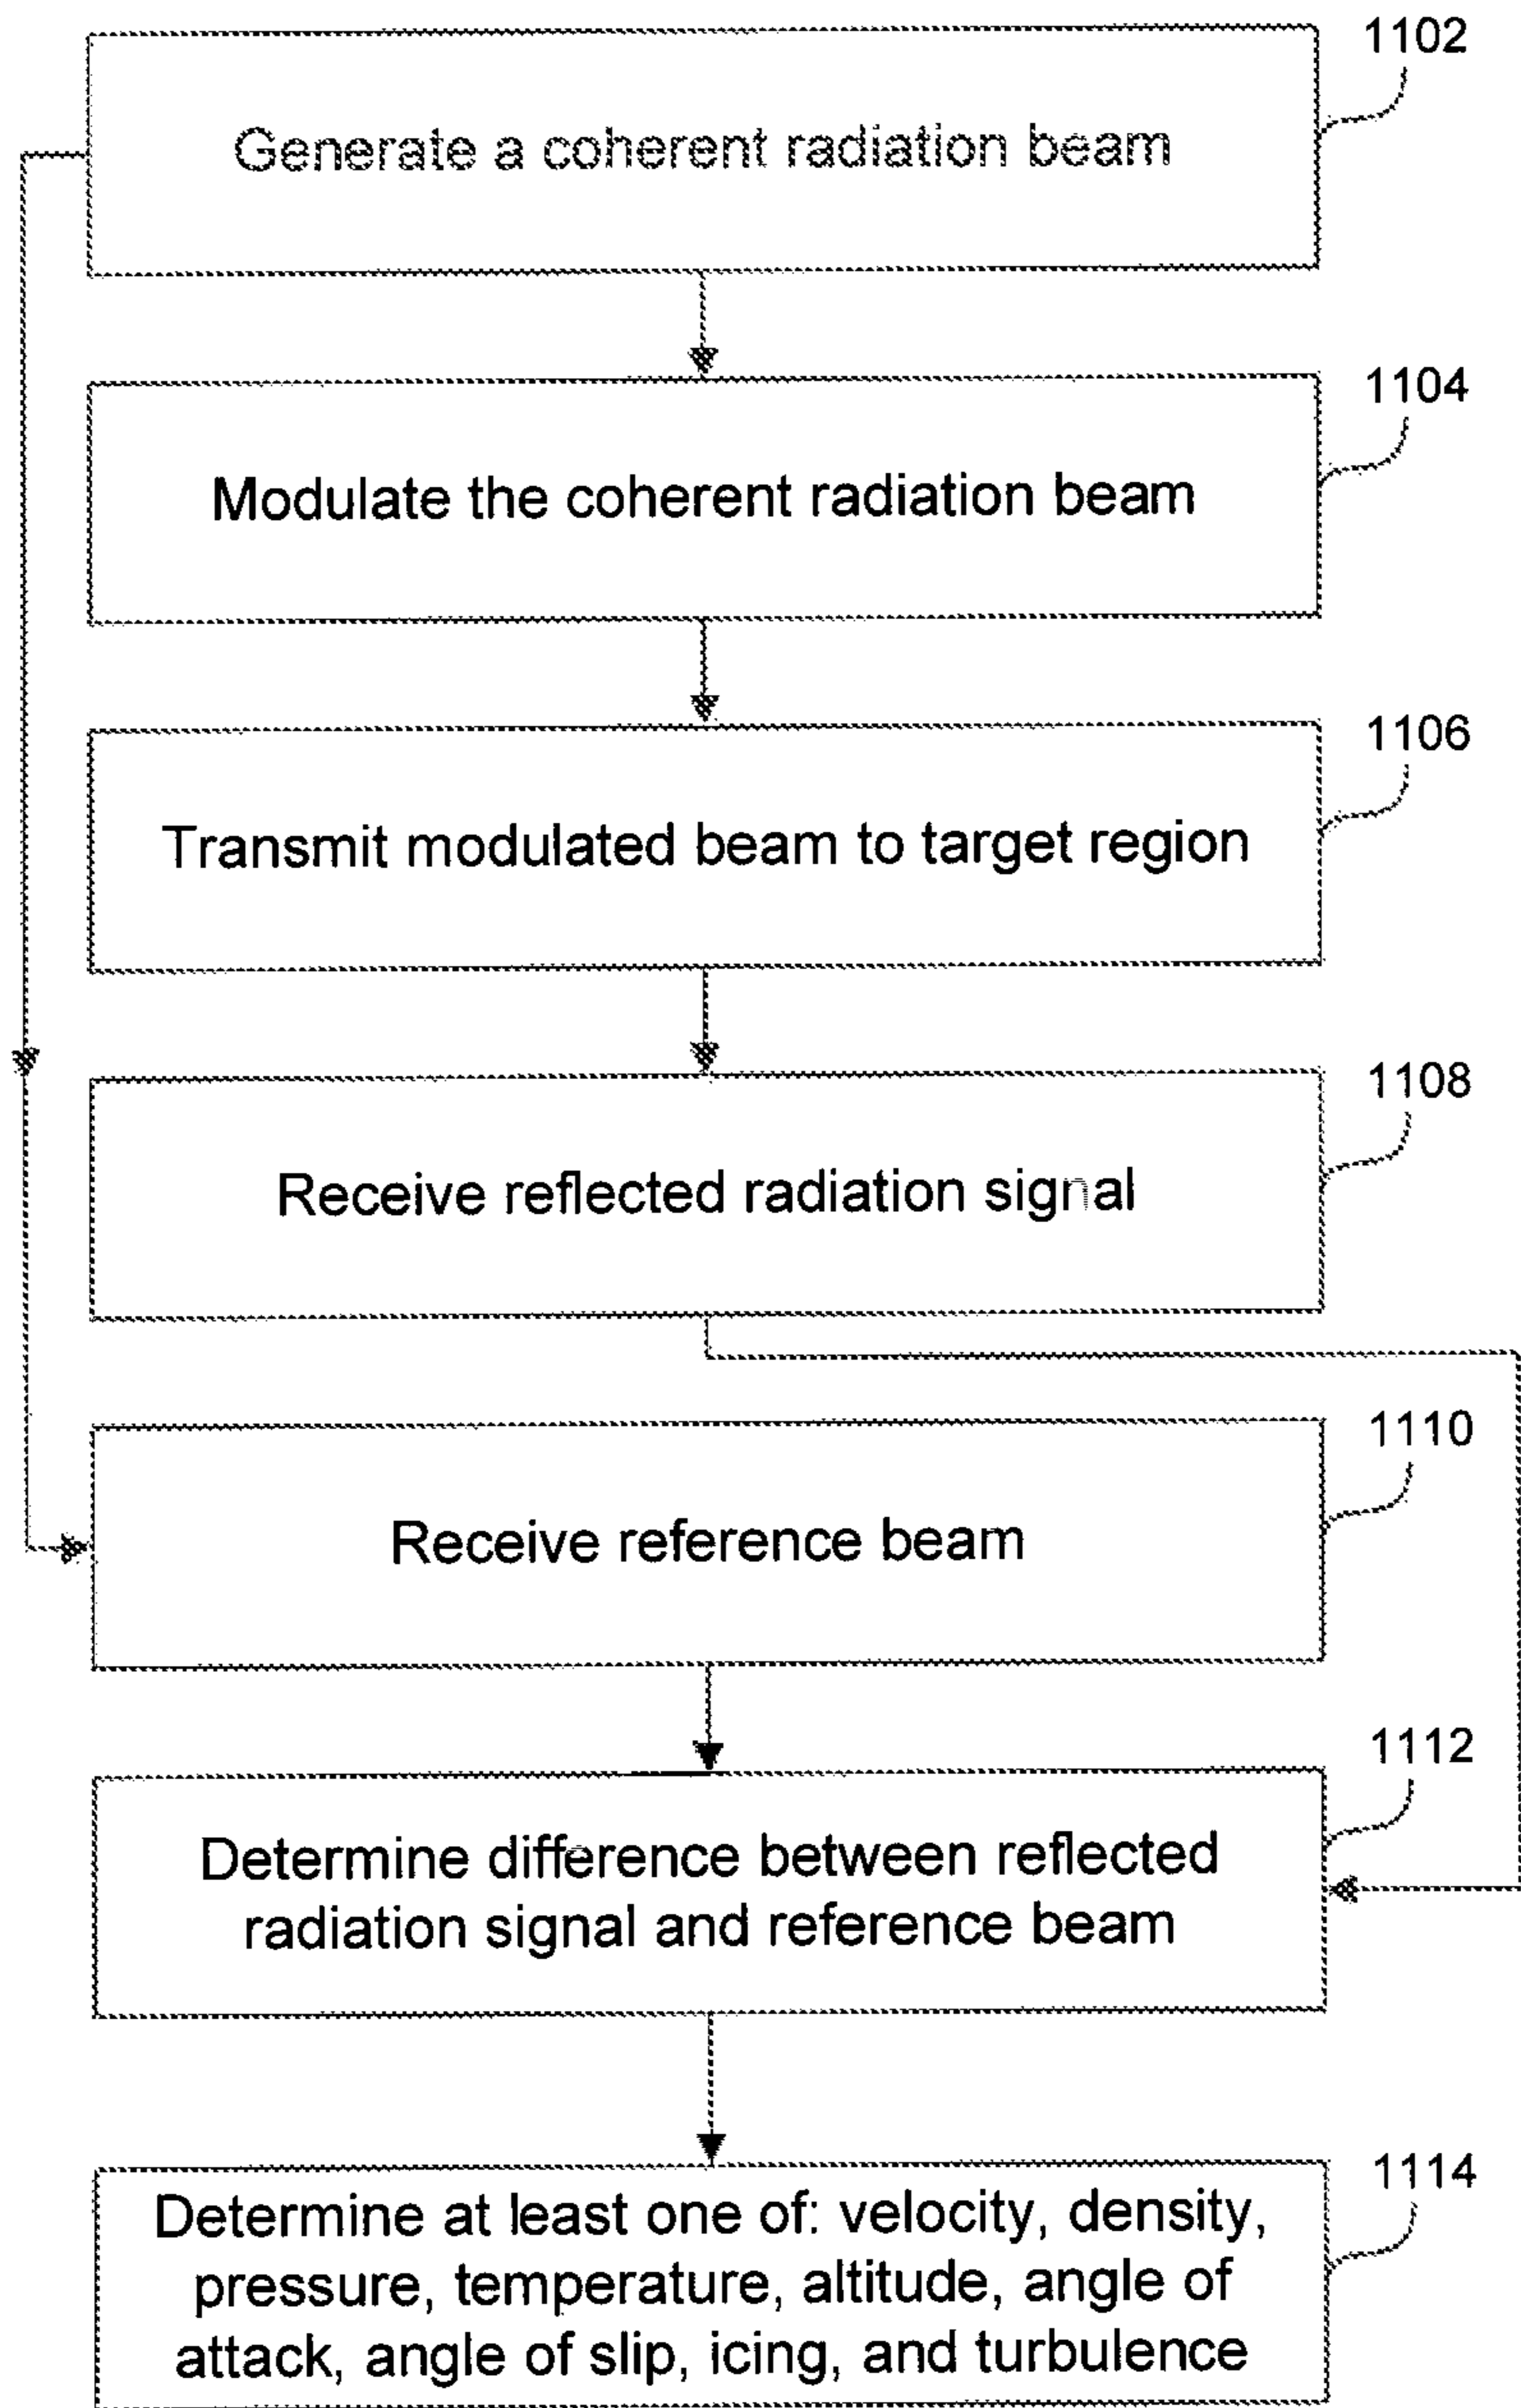 1102
Generate a coherent radiation beam
1104
Modulate the coherent radiation beam
1106
Transmit modulated beam to target region
1108
Receive reflected radiation signal
1110
Receive reference beam
1112
Determine difference between reflected
radiation signal and reference beam
1114
Determine at least one of: velocity, density,
pressure, temperature, altitude, angle of
attack, angle of slip, icing, and turbulence